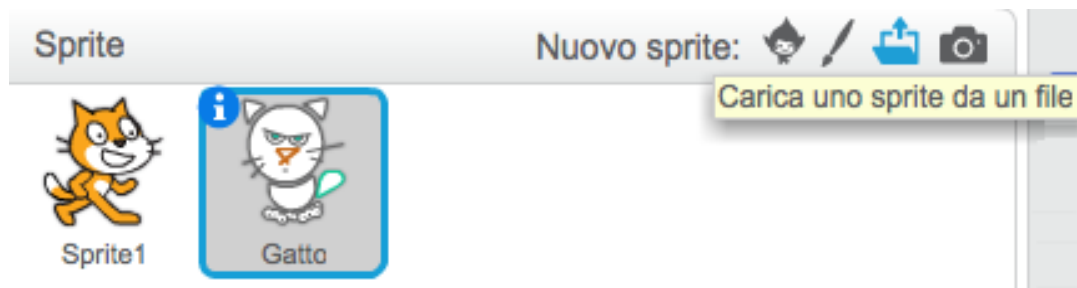 Sprite
Nuovo sprite:
Carica uno sprite da un file
Sprite1
Gatto